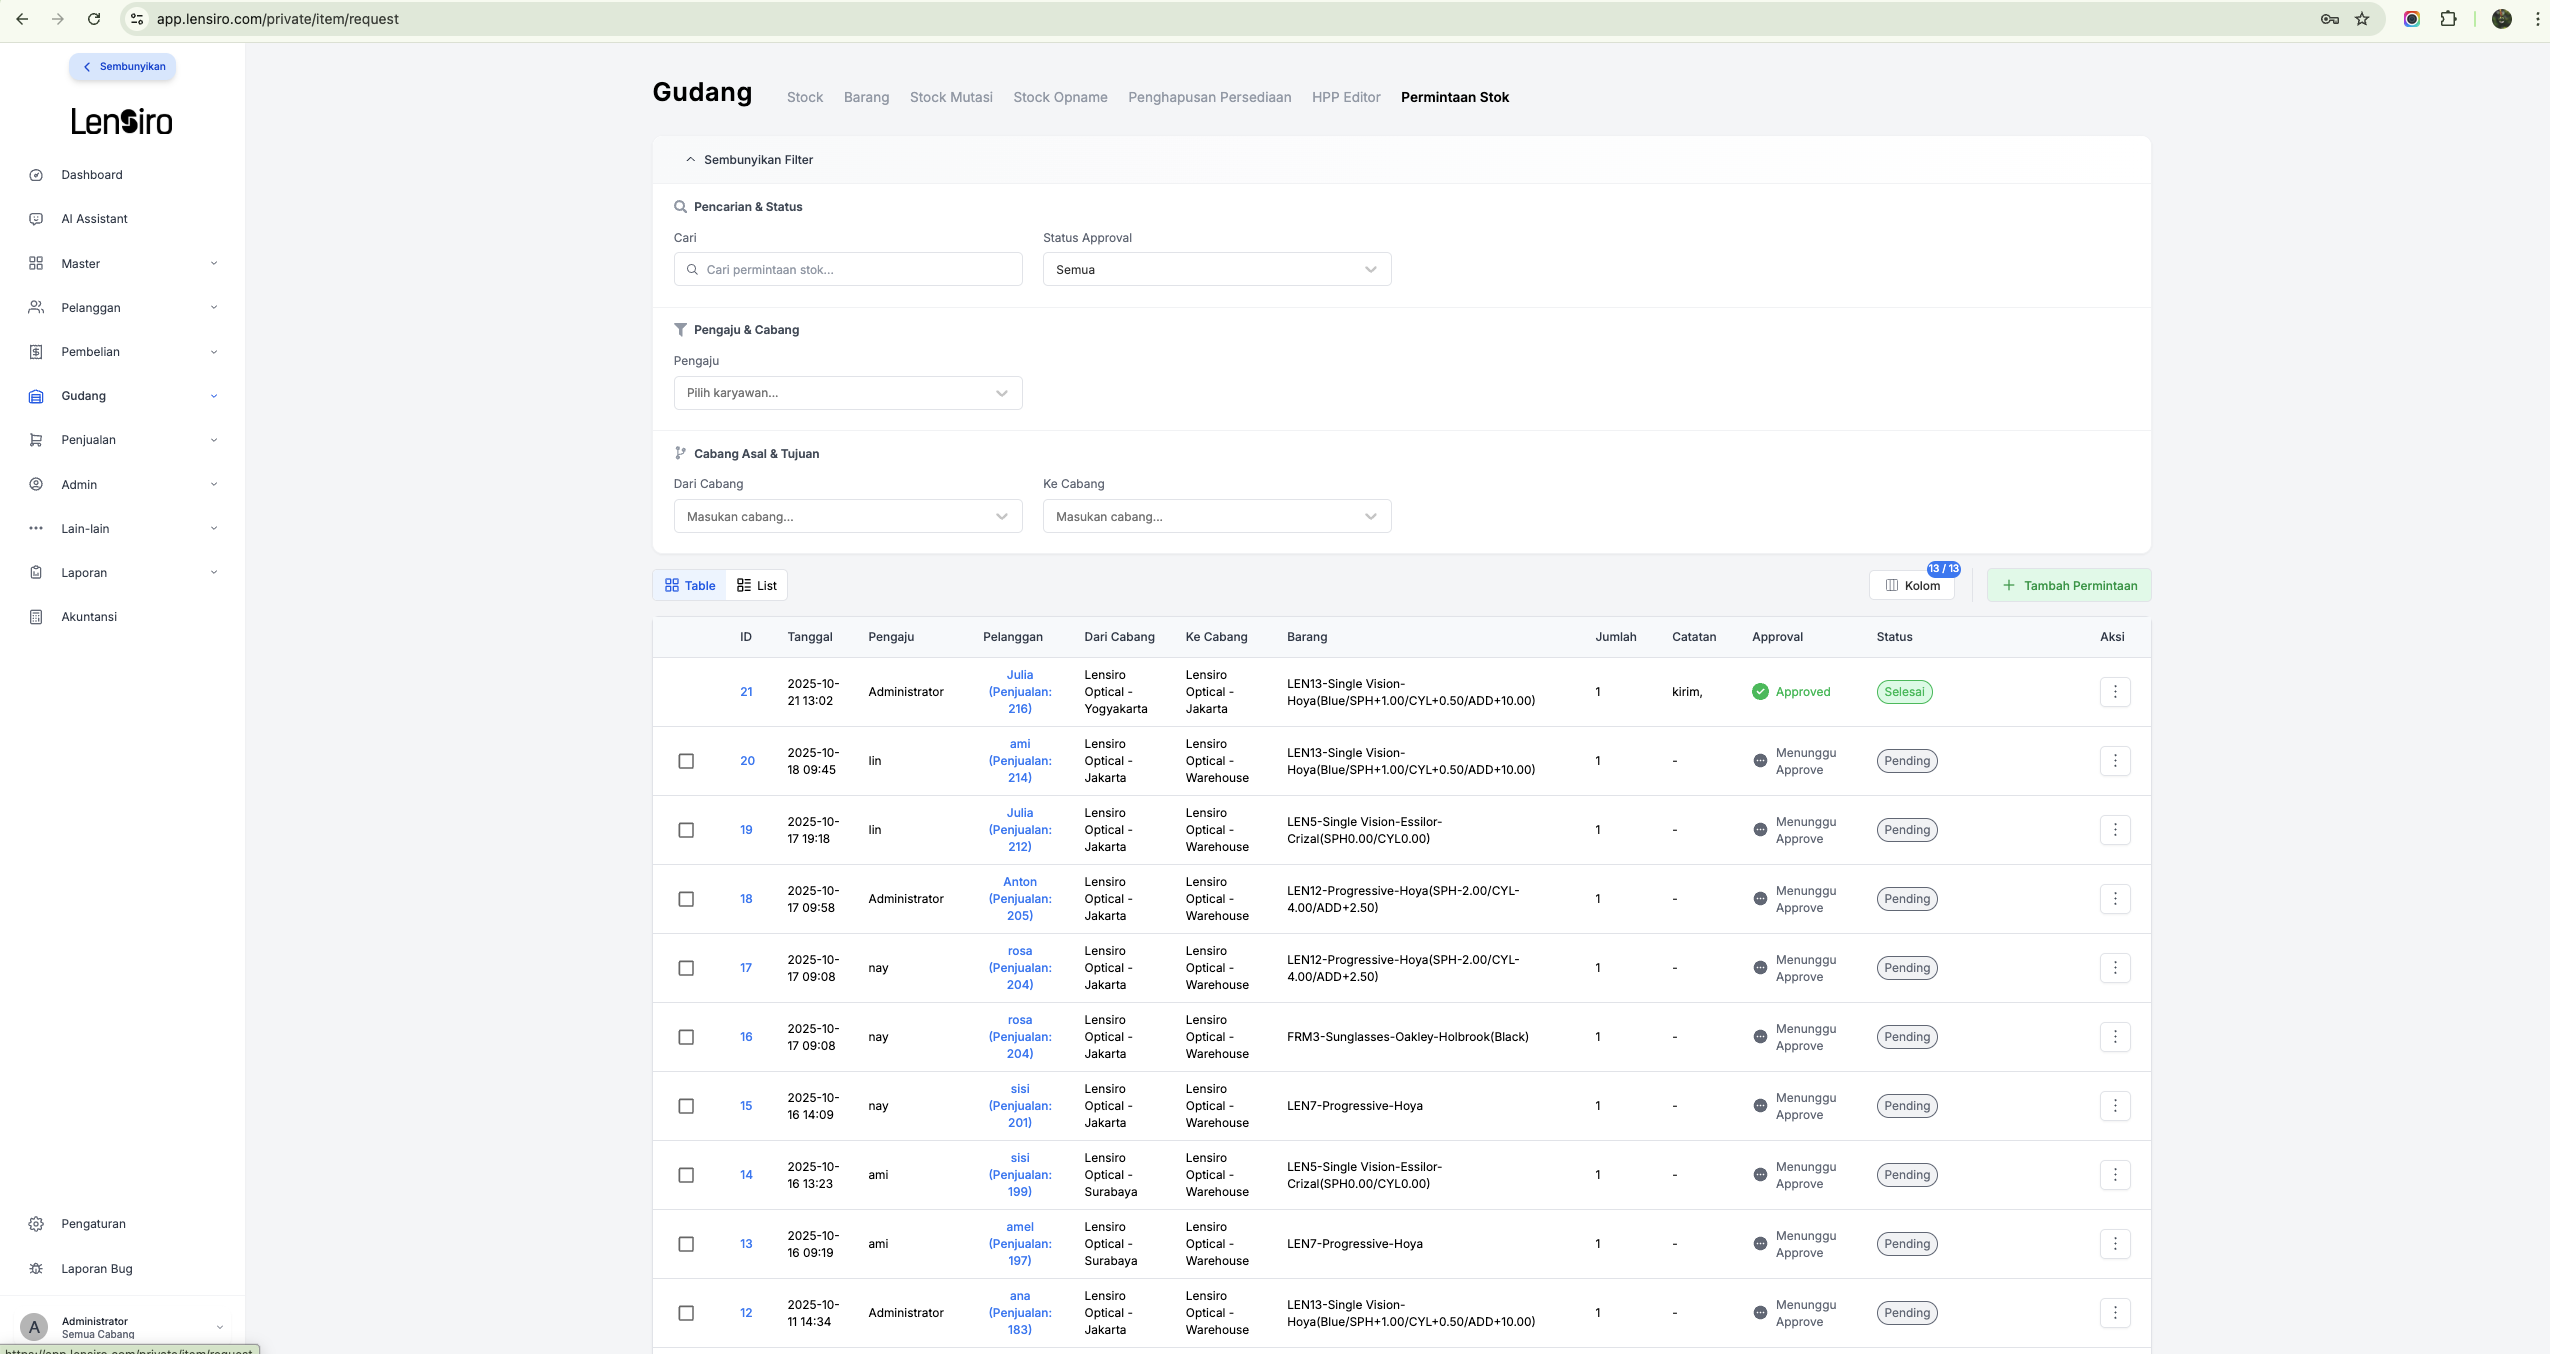 app.lensiro.com/private/item/request
Sembunyikan
Lensiro
Dashboard
AI Assistant
Master
Pelanggan
Pembelian
Gudang
Penjualan
Admin
Lain-lain
Laporan
Akuntansi
Pengaturan
Laporan Bug
A
Administrator
Semua Cabang
https://app.lensiro.com/private/item/request
Gudang Stock Barang Stock Mutasi Stock Opname Penghapusan Persediaan HPP Editor Permintaan Stok
Sembunyikan Filter
Pencarian & Status
Cari Status Approval
Cari permintaan stok... Semua
Pengaju & Cabang
Pengaju
Pilih karyawan...
Cabang Asal & Tujuan
Dari Cabang Ke Cabang
Masukan cabang... Masukan cabang...
Table List 13 / 13 Kolom Tambah Permintaan
ID Tanggal Pengaju Pelanggan Dari Cabang Ke Cabang Barang Jumlah Catatan Approval Status Aksi
21
2025-10-
21 13:02
Administrator
Julia
(Penjualan:
216)
Lensiro
Optical -
Yogyakarta
Lensiro
Optical -
Jakarta
LEN13-Single Vision-
Hoya(Blue/SPH+1.00/CYL+0.50/ADD+10.00)
1
kirim,
Approved
Selesai
20
2025-10-
18 09:45
Iin
ami
(Penjualan:
214)
Lensiro
Optical -
Jakarta
Lensiro
Optical -
Warehouse
LEN13-Single Vision-
Hoya(Blue/SPH+1.00/CYL+0.50/ADD+10.00)
1
-
Menunggu
Approve
Pending
19
2025-10-
17 19:18
Iin
Julia
(Penjualan:
212)
Lensiro
Optical -
Jakarta
Lensiro
Optical -
Warehouse
LEN5-Single Vision-Essilor-
Crizal(SPH0.00/CYL0.00)
1
-
Menunggu
Approve
Pending
18
2025-10-
17 09:58
Administrator
Anton
(Penjualan:
205)
Lensiro
Optical -
Jakarta
Lensiro
Optical -
Warehouse
LEN12-Progressive-Hoya(SPH-2.00/CYL-
4.00/ADD+2.50)
1
-
Menunggu
Approve
Pending
17
2025-10-
17 09:08
nay
rosa
(Penjualan:
204)
Lensiro
Optical -
Jakarta
Lensiro
Optical -
Warehouse
LEN12-Progressive-Hoya(SPH-2.00/CYL-
4.00/ADD+2.50)
1
-
Menunggu
Approve
Pending
16
2025-10-
17 09:08
nay
rosa
(Penjualan:
204)
Lensiro
Optical -
Jakarta
Lensiro
Optical -
Warehouse
FRM3-Sunglasses-Oakley-Holbrook(Black)
1
-
Menunggu
Approve
Pending
15
2025-10-
16 14:09
nay
sisi
(Penjualan:
201)
Lensiro
Optical -
Jakarta
Lensiro
Optical -
Warehouse
LEN7-Progressive-Hoya
1
-
Menunggu
Approve
Pending
14
2025-10-
16 13:23
ami
sisi
(Penjualan:
199)
Lensiro
Optical -
Surabaya
Lensiro
Optical -
Warehouse
LEN5-Single Vision-Essilor-
Crizal(SPH0.00/CYL0.00)
1
-
Menunggu
Approve
Pending
13
2025-10-
16 09:19
ami
amel
(Penjualan:
197)
Lensiro
Optical -
Surabaya
Lensiro
Optical -
Warehouse
LEN7-Progressive-Hoya
1
-
Menunggu
Approve
Pending
12
2025-10-
11 14:34
Administrator
ana
(Penjualan:
183)
Lensiro
Optical -
Jakarta
Lensiro
Optical -
Warehouse
LEN13-Single Vision-
Hoya(Blue/SPH+1.00/CYL+0.50/ADD+10.00)
1
-
Menunggu
Approve
Pending